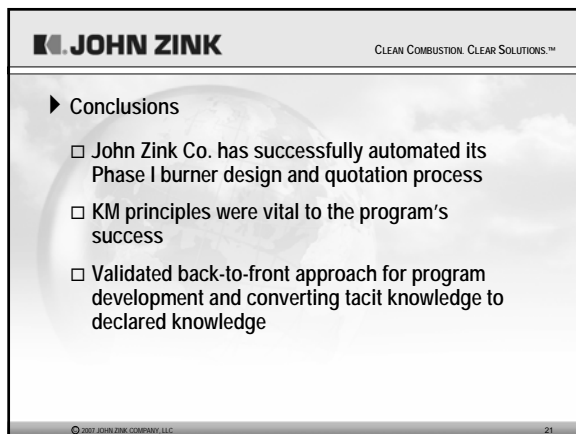 JOHN ZINK
CLEAN COMBUSTION. CLEAR SOLUTIONS.™
Conclusions
John Zink Co. has successfully automated its
Phase I burner design and quotation process
KM principles were vital to the program's
success
Validated back-to-front approach for program
development and converting tacit knowledge to
declared knowledge
© 2007 JOHN ZINK COMPANY, LLC
21